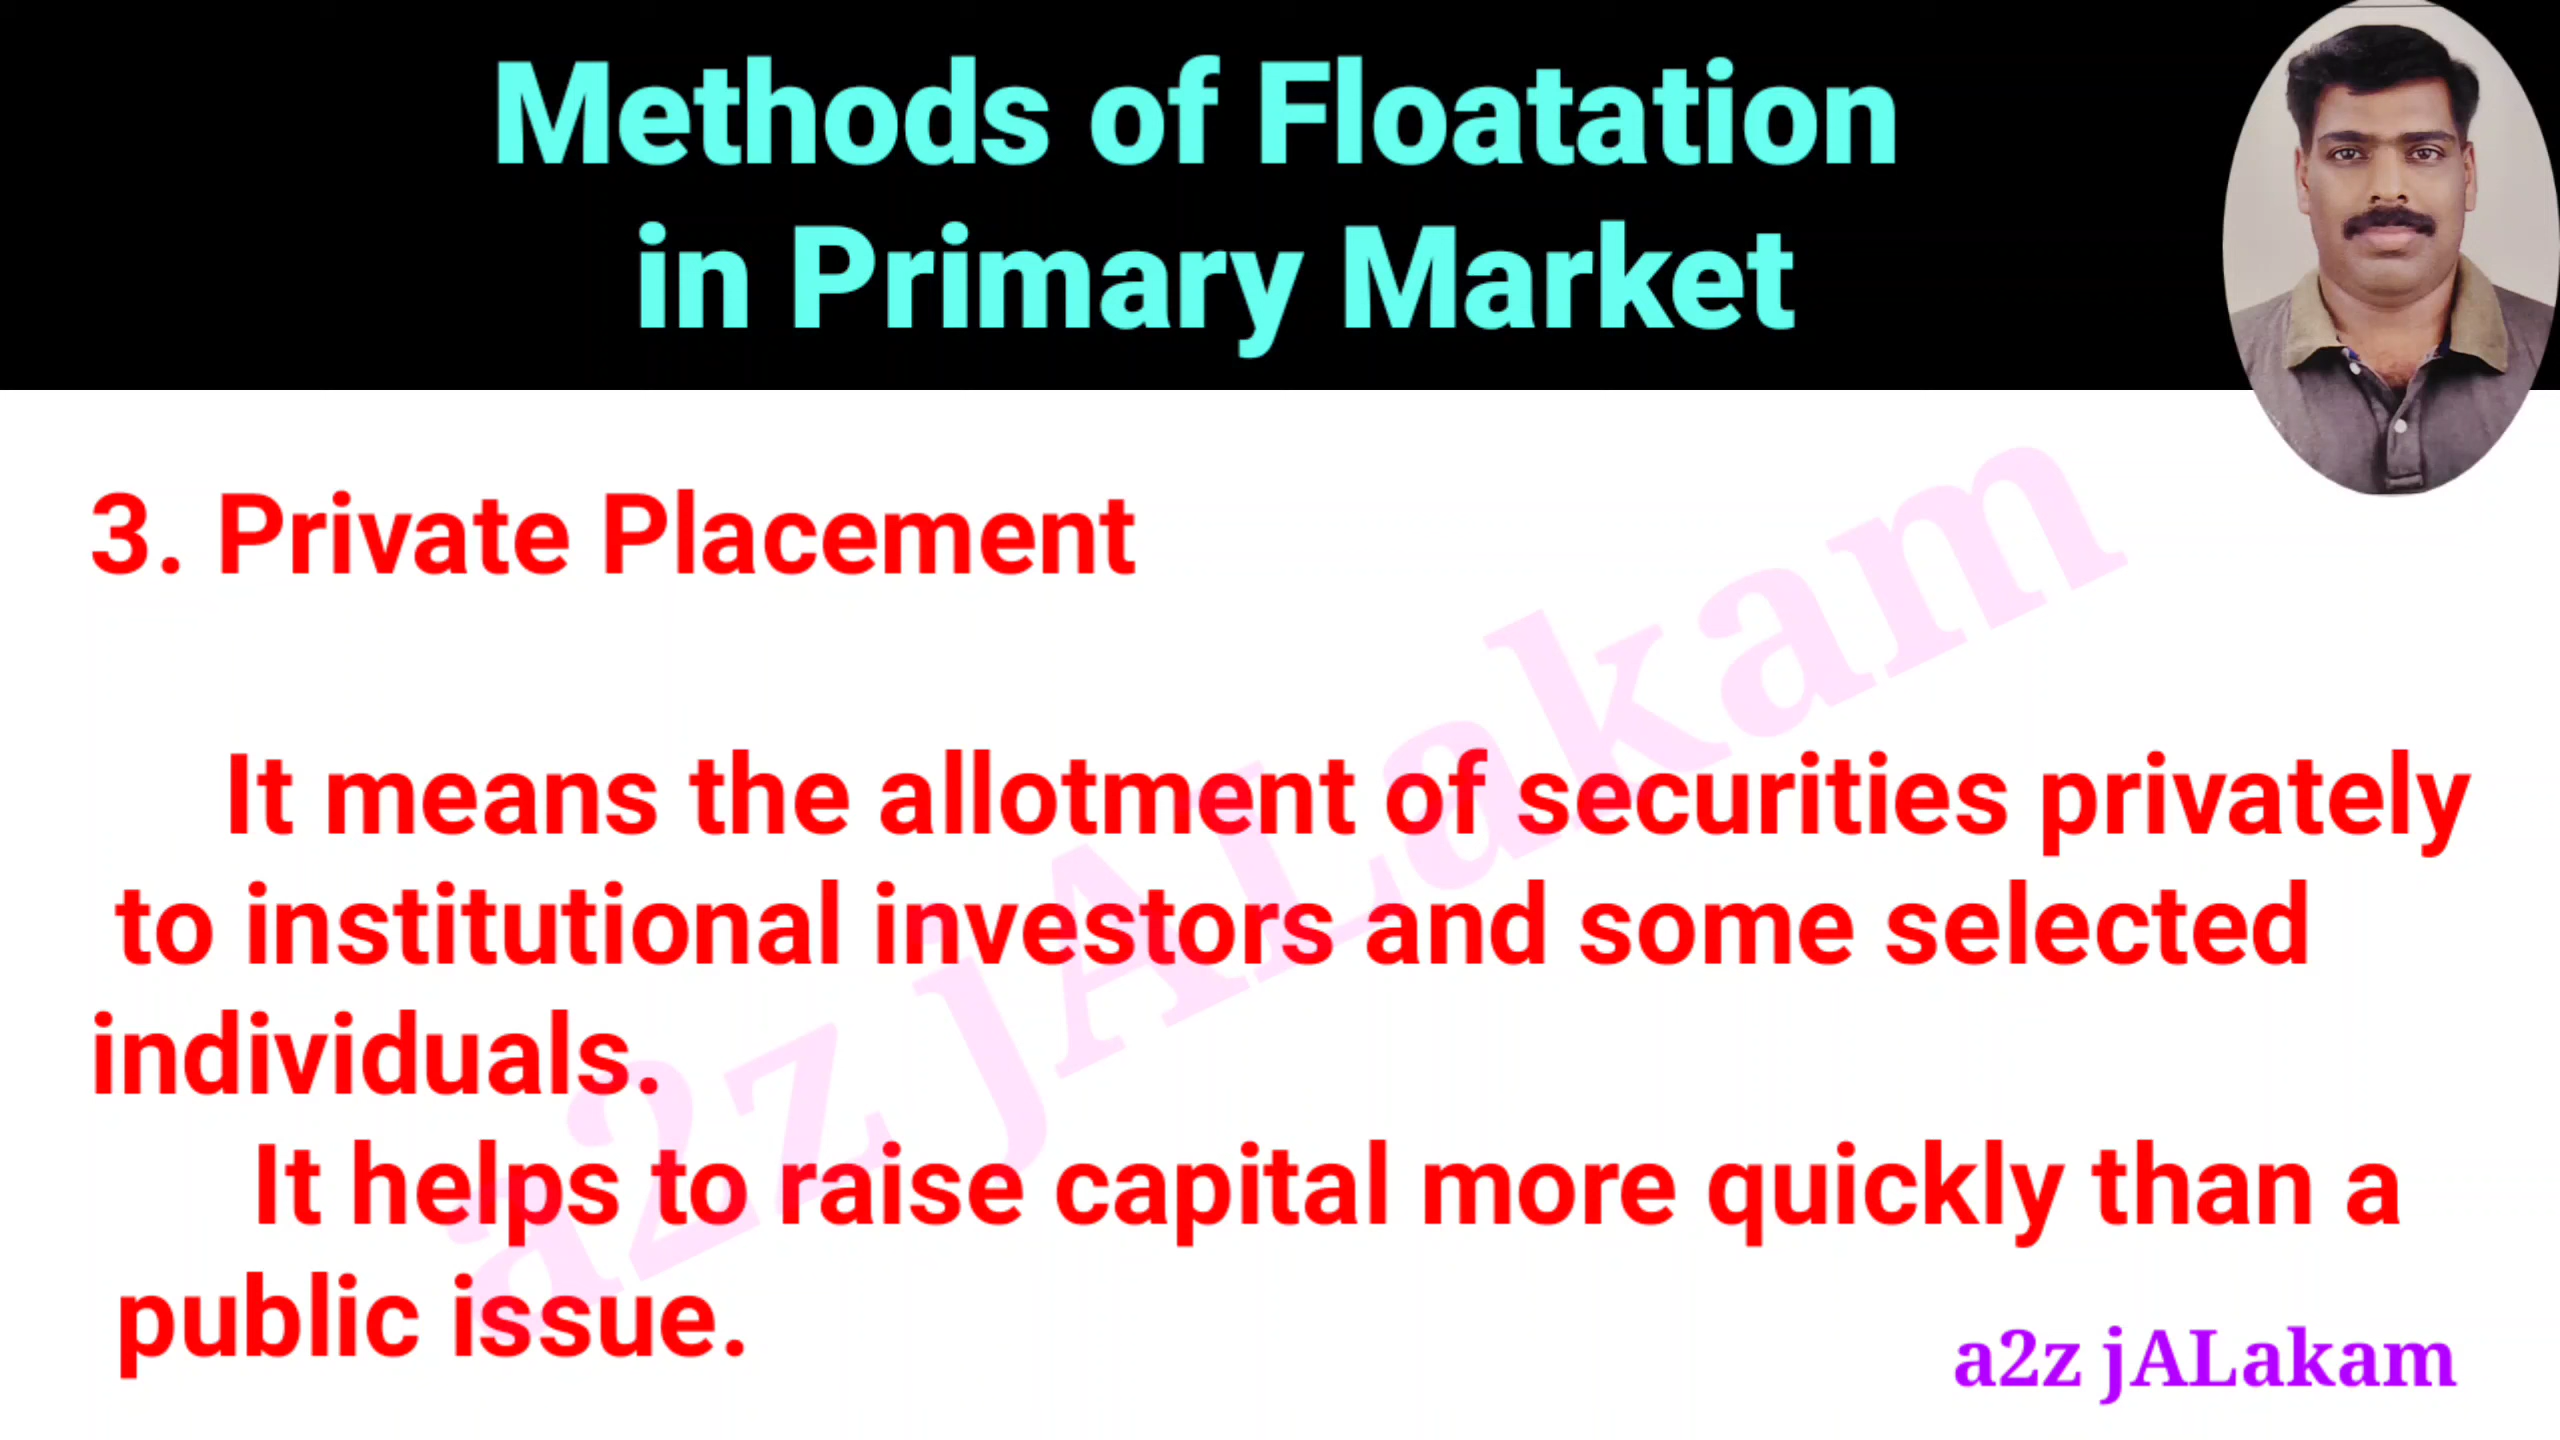 Methods of Floatation
in Primary Market
3. Private Placement
It means the allotment of securities privately
to institutional investors and some selected
individuals.
It helps to raise capital more quickly than a
public issue.
a2z jALakam
a2z jALakam